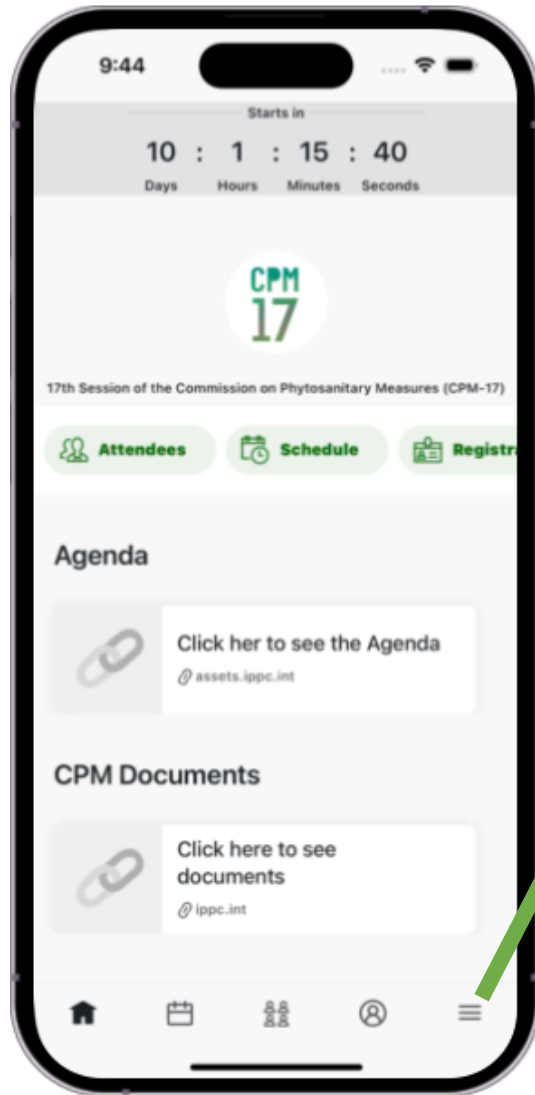 9:44
Starts in
10 : 1 : 15 : 40
Days Hours Minutes Seconds
CPM
17
17th Session of the Commission on Phytosanitary Measures (CPM-17)
Attendees Schedule Registr
Agenda
Click her to see the Agenda
assets.ippc.int
CPM Documents
Click here to see
documents
ippc.int